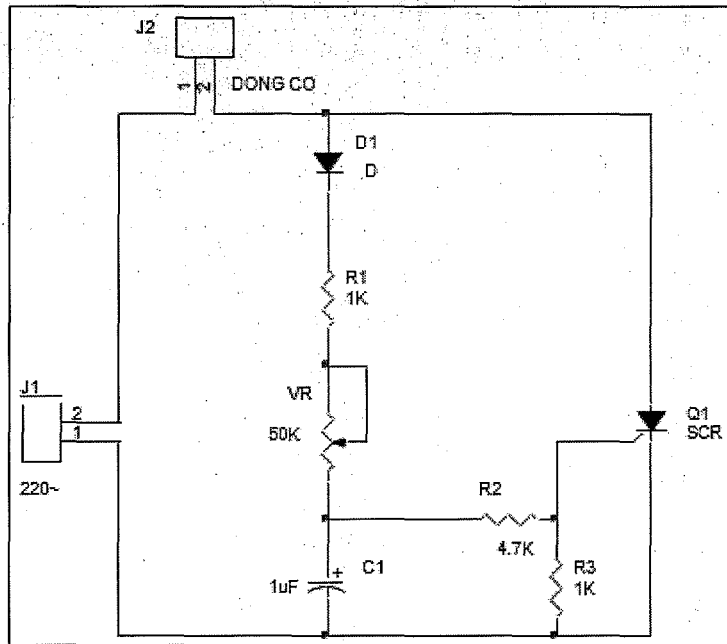 J2
1
2
DONG CO
D1
D
R1
1K
J1
VR
2
50K
1
Q1
SCR
220~
R2
4.7K
C1
+
1uF
R3
1K